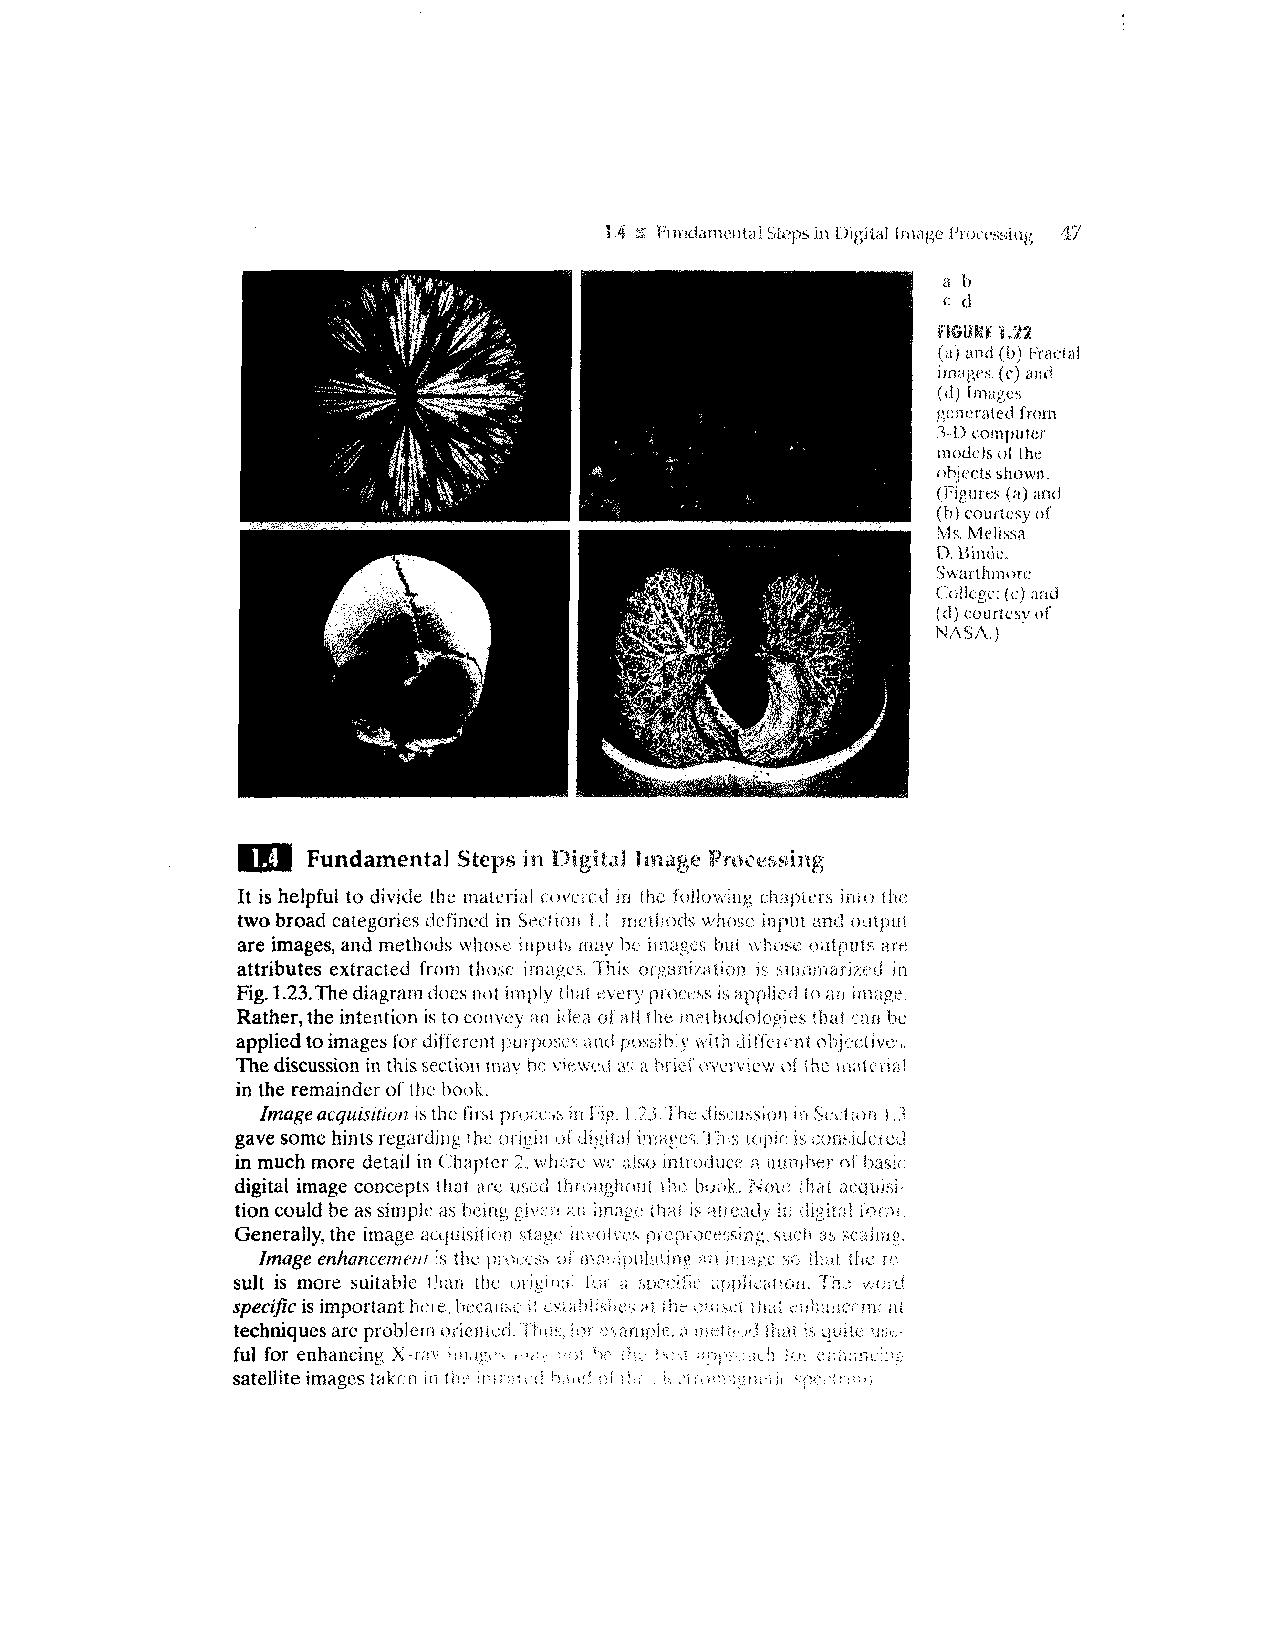 1.4 Fundamental Steps in Digital Image Processing 47
a b
c d
FIGURE 1.22
(a) and (b) Fractal
images. (c) and
(d) Images
generated from
3-D computer
models of the
objects shown.
(Figures (a) and
(b) courtesy of
Ms. Melissa
D. Binde,
Swarthmore
College; (c) and
(d) courtesy of
NASA.)
1.4 Fundamental Steps in Digital Image Processing
It is helpful to divide the material covered in the following chapters into the
two broad categories defined in Section 1.1 methods whose input and output
are images, and methods whose inputs may be images but whose outputs are
attributes extracted from those images. This organization is summarized in
Fig. 1.23. The diagram does not imply that every process is applied to an image.
Rather, the intention is to convey an idea of all the methodologies that can be
applied to images for different purposes and possibly with different objectives.
The discussion in this section may be viewed as a brief overview of the material
in the remainder of the book.
Image acquisition is the first process in Fig. 1.23. The discussion in Section 1.3
gave some hints regarding the origin of digital images. This topic is considered
in much more detail in Chapter 2, where we also introduce a number of basic
digital image concepts that are used throughout the book. Note that acquisi-
tion could be as simple as being given an image that is already in digital form.
Generally, the image acquisition stage involves preprocessing, such as scaling.
Image enhancement is the process of manipulating an image so that the re-
sult is more suitable than the original for a specific application. The word
specific is important here, because it establishes at the outset that enhancement
techniques are problem oriented. Thus, for example, a method that is quite use-
ful for enhancing X-ray images may not be the best approach for enhancing
satellite images taken in the infrared band of the electromagnetic spectrum.